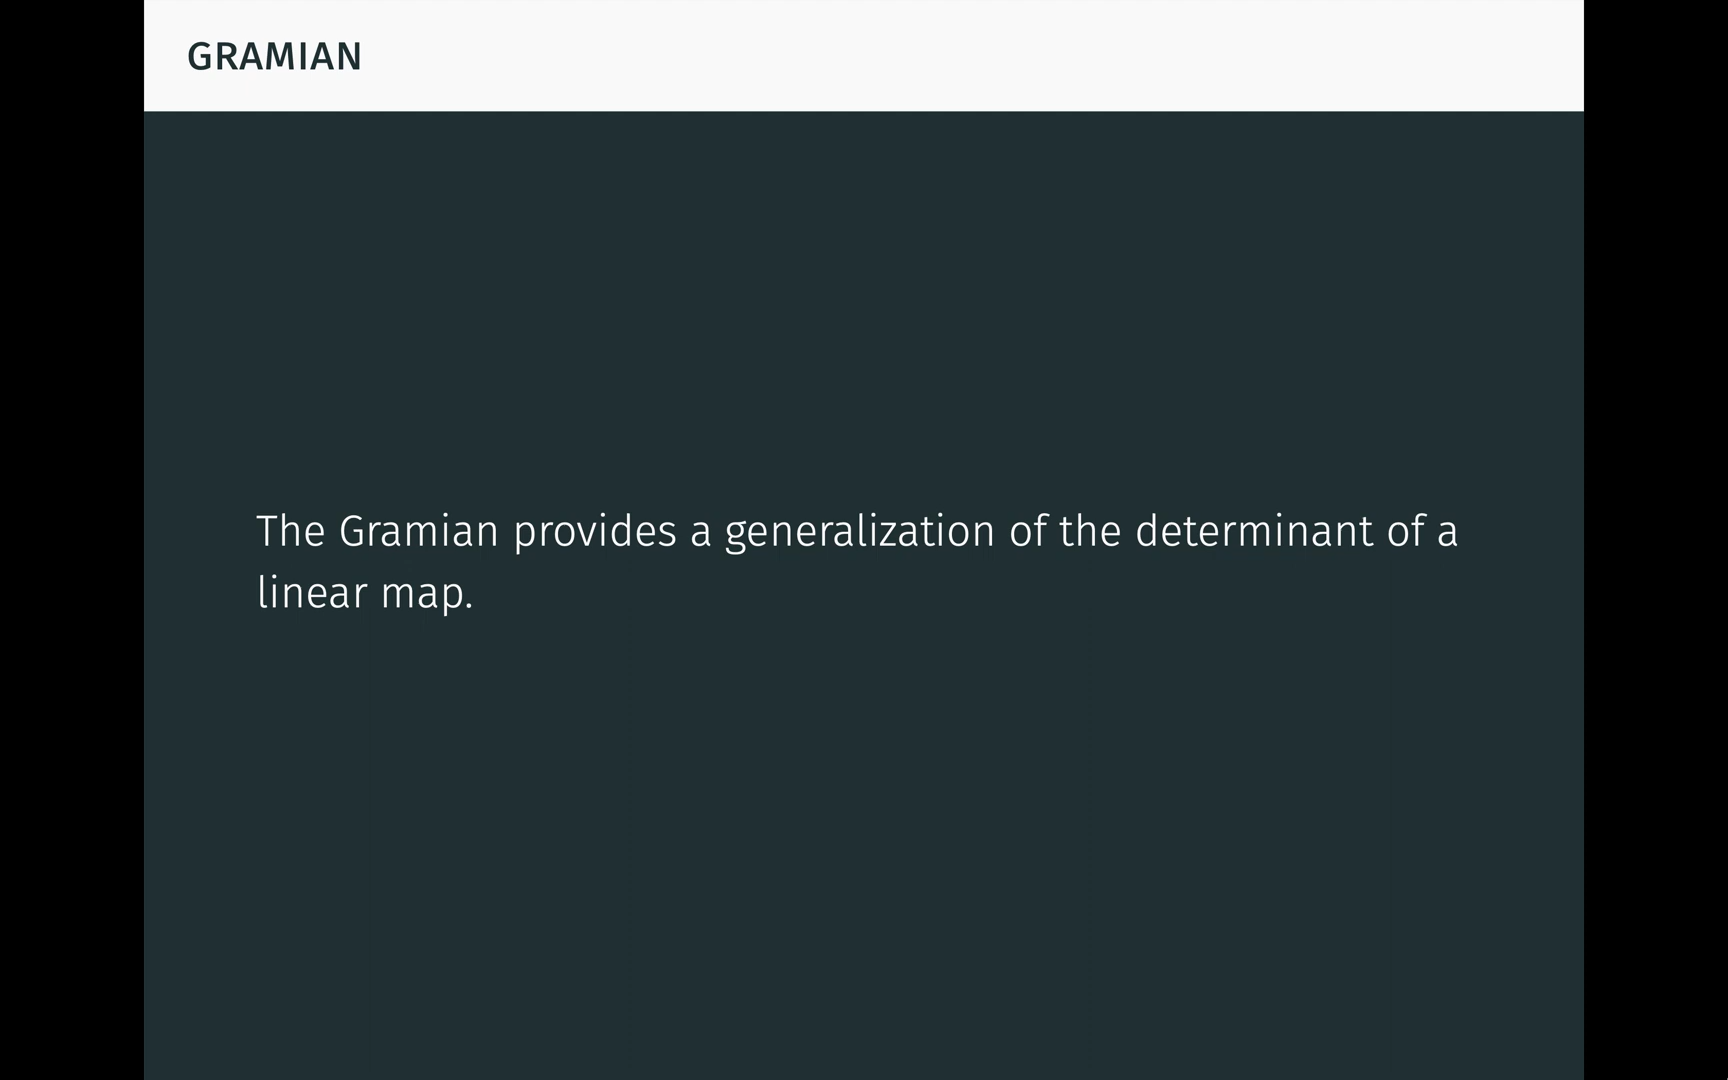 GRAMIAN
The Gramian provides a generalization of the determinant of a
linear map.